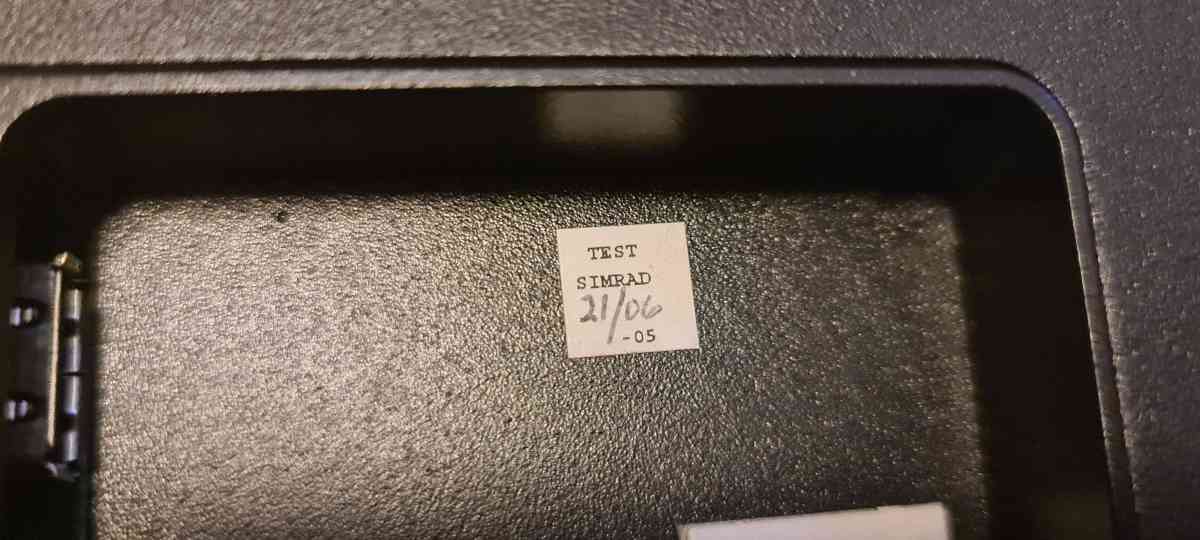 TEST
SIMRAD
21/06
-05